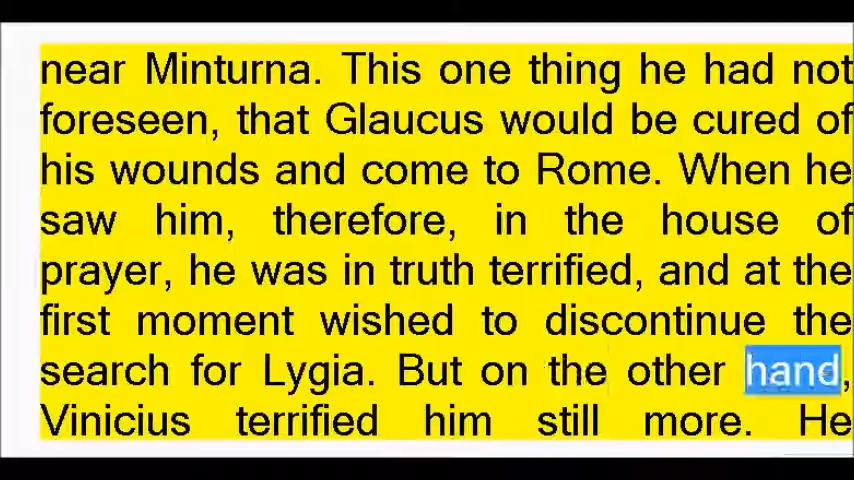 near Minturna. This one thing he had not
foreseen, that Glaucus would be cured of
his wounds and come to Rome. When he
saw him, therefore, in the house of
prayer, he was in truth terrified, and at the
first moment wished to discontinue the
search for Lygia. But on the other hand,
Vinicius terrified him still more. He